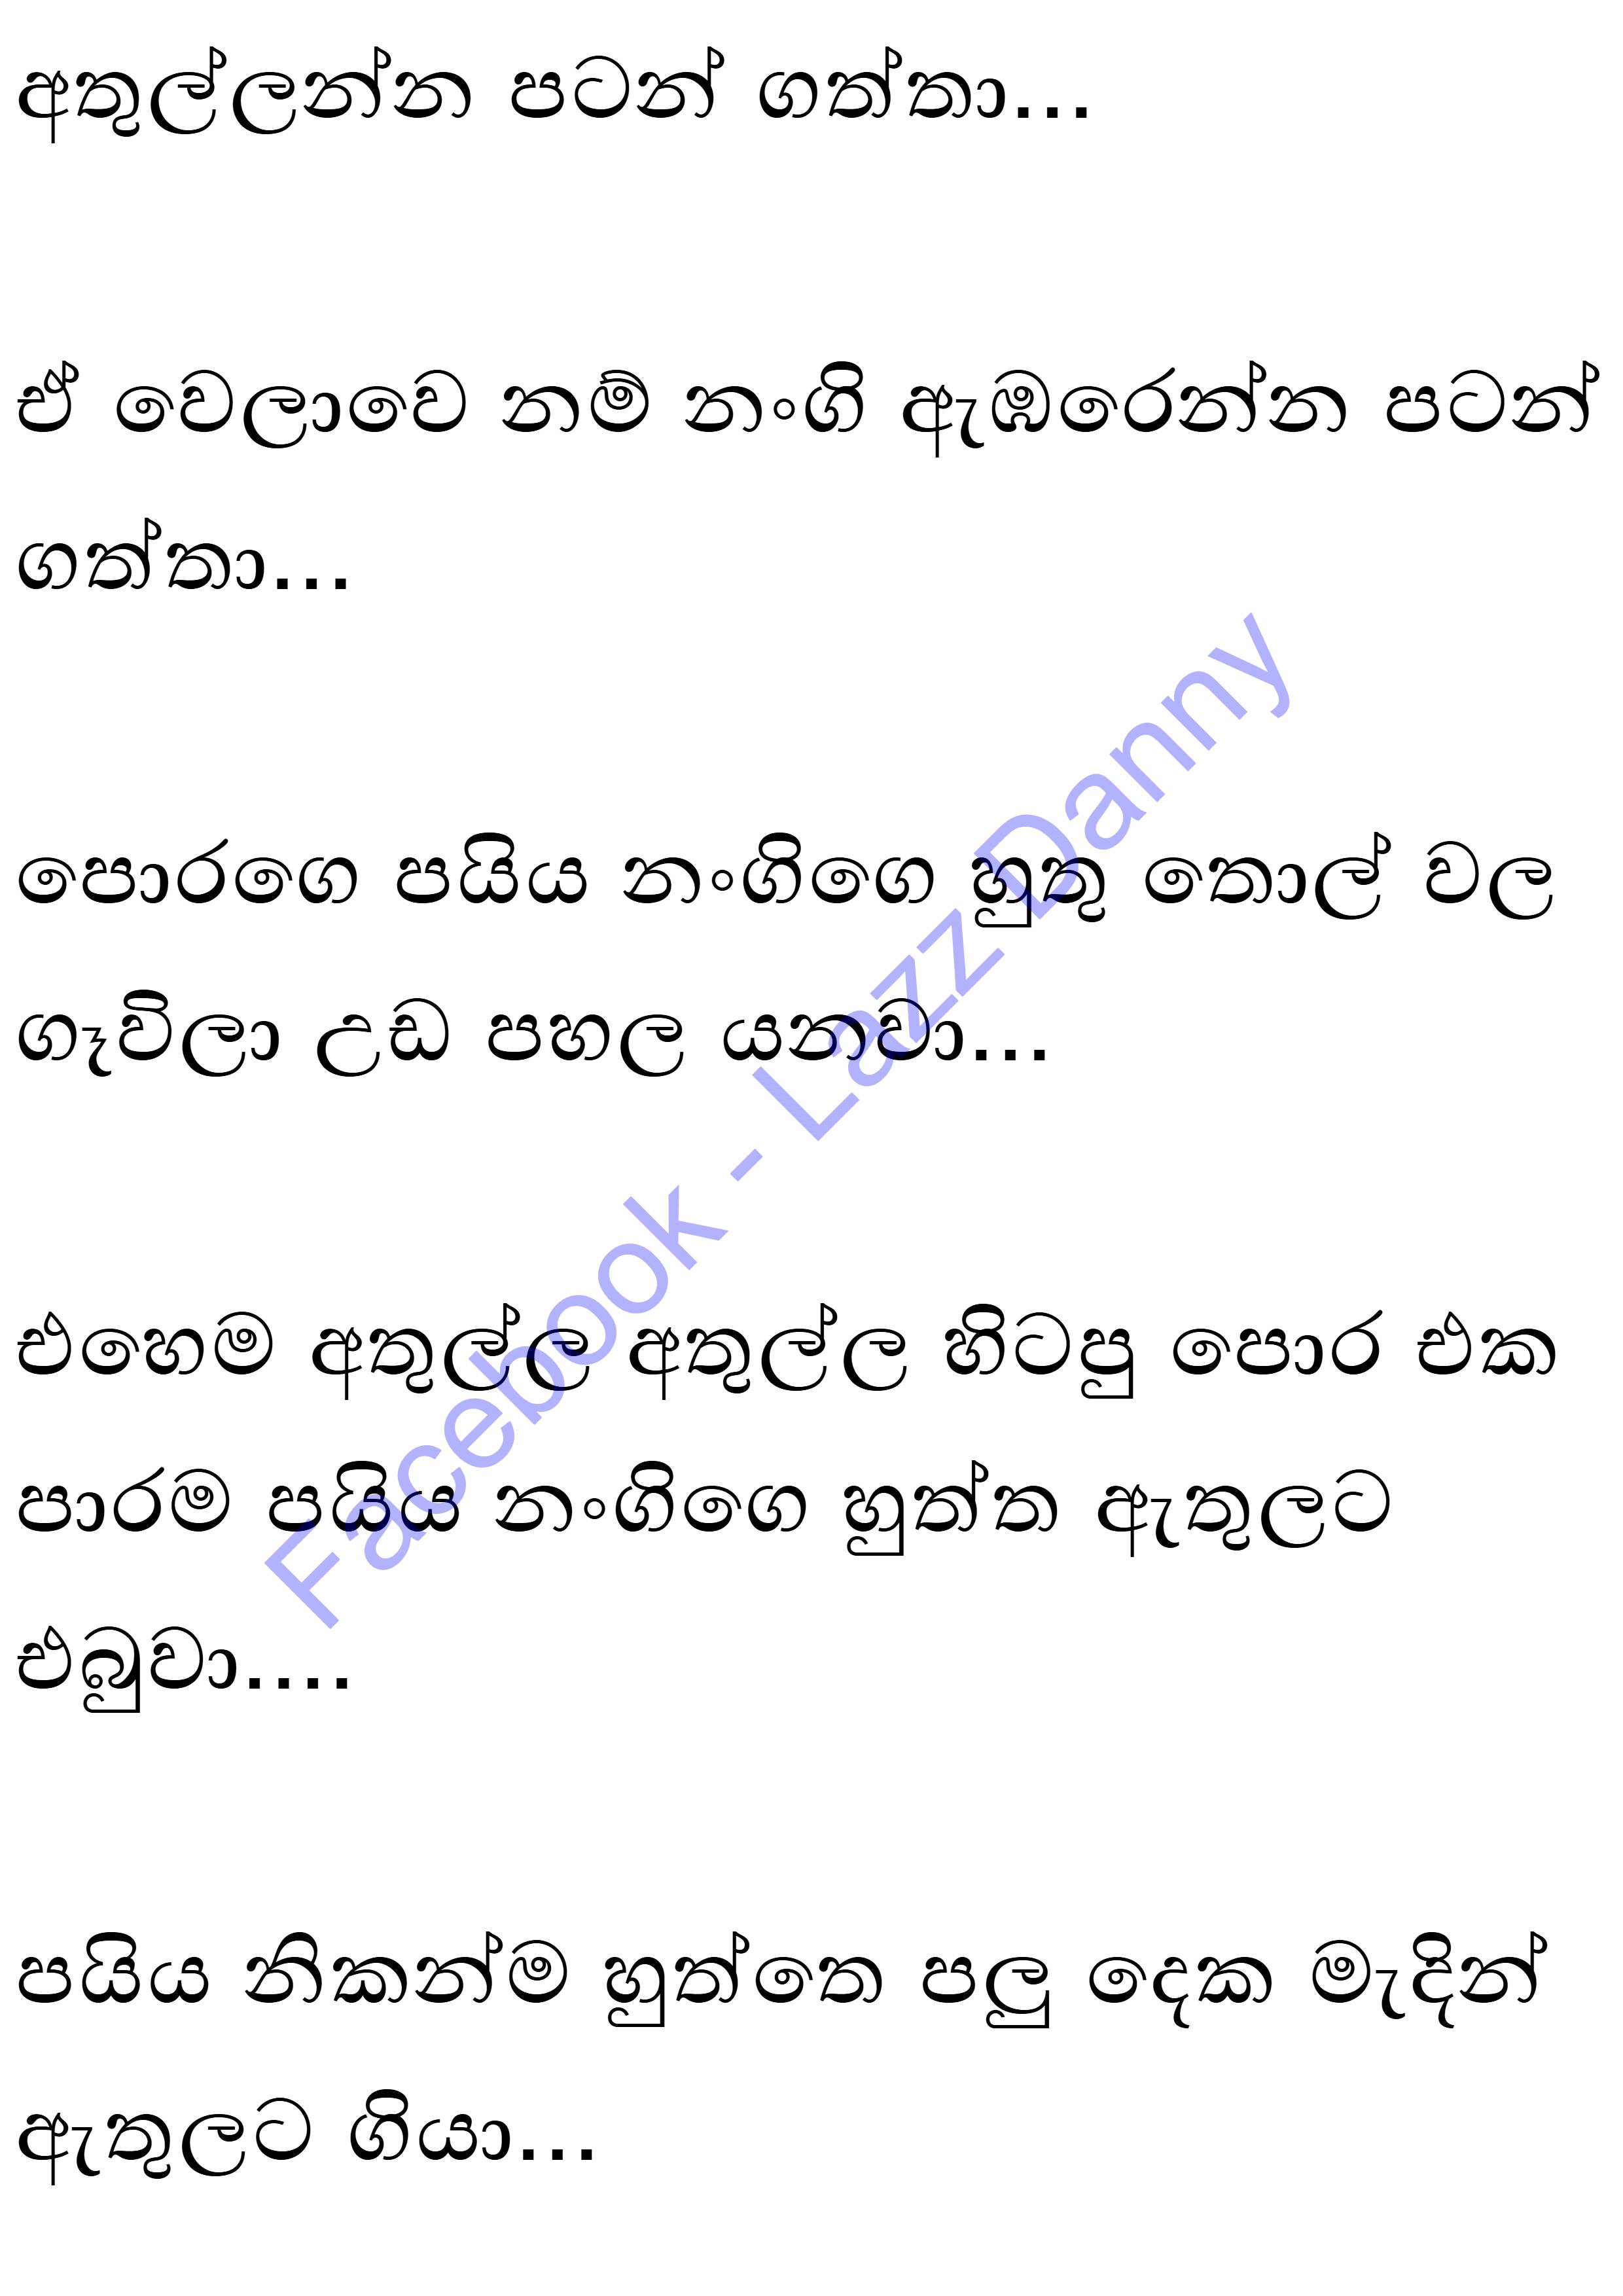 අතුල්ලන්න පටන් ගත්තා...
ඒ වෙලාවෙ නම් නංගි ඇඹරෙන්න පටන්
ගත්තා...
පොරගෙ පයිය නංගිගෙ හුතු තොල් වල
ගෑවිලා උඩ පහල යනවා...
එහෙම අතුල්ල අතුල්ල හිටපු පොර එක
පාරම පයිය නංගිගෙ හුත්ත ඇතුලට
එබුවා....
පයිය නිකන්ම හුත්තෙ පලු දෙක මැදින්
ඇතුලට ගියා...
Facebook - Lazz Danny